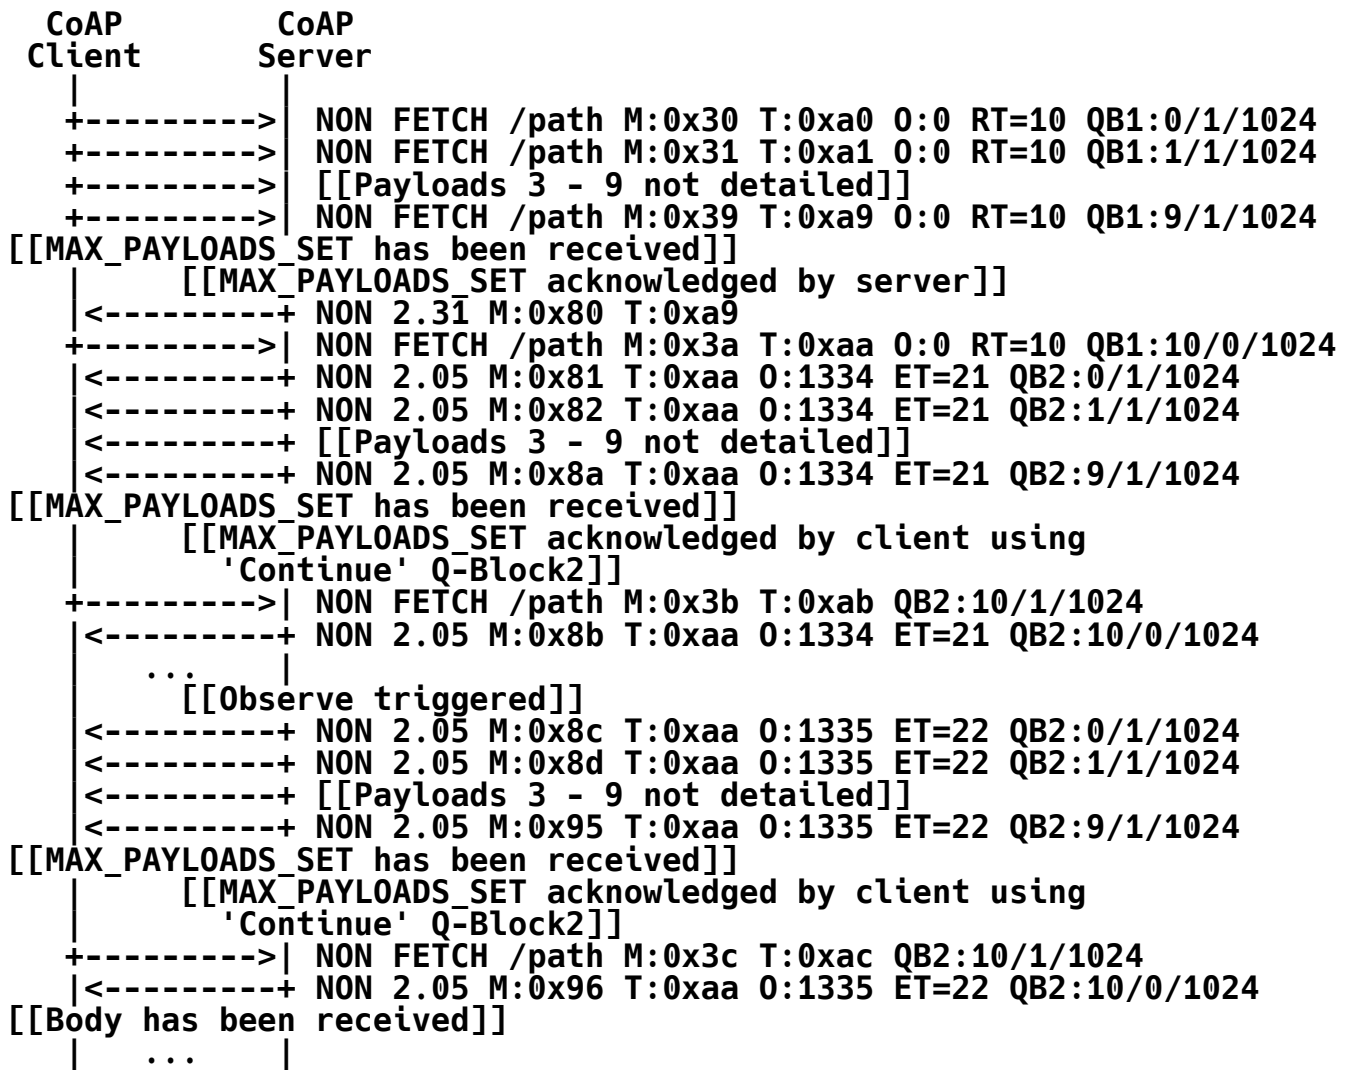 CoAP        CoAP
 Client      Server
   |          |
   +--------->| NON FETCH /path M:0x30 T:0xa0 O:0 RT=10 QB1:0/1/1024
   +--------->| NON FETCH /path M:0x31 T:0xa1 O:0 RT=10 QB1:1/1/1024
   +--------->| [[Payloads 3 - 9 not detailed]]
   +--------->| NON FETCH /path M:0x39 T:0xa9 O:0 RT=10 QB1:9/1/1024
[[MAX_PAYLOADS_SET has been received]]
   |     [[MAX_PAYLOADS_SET acknowledged by server]]
   |<---------+ NON 2.31 M:0x80 T:0xa9
   +--------->| NON FETCH /path M:0x3a T:0xaa O:0 RT=10 QB1:10/0/1024
   |<---------+ NON 2.05 M:0x81 T:0xaa O:1334 ET=21 QB2:0/1/1024
   |<---------+ NON 2.05 M:0x82 T:0xaa O:1334 ET=21 QB2:1/1/1024
   |<---------+ [[Payloads 3 - 9 not detailed]]
   |<---------+ NON 2.05 M:0x8a T:0xaa O:1334 ET=21 QB2:9/1/1024
[[MAX_PAYLOADS_SET has been received]]
   |     [[MAX_PAYLOADS_SET acknowledged by client using
   |       'Continue' Q-Block2]]
   +--------->| NON FETCH /path M:0x3b T:0xab QB2:10/1/1024
   |<---------+ NON 2.05 M:0x8b T:0xaa O:1334 ET=21 QB2:10/0/1024
   |   ...    |
   |     [[Observe triggered]]
   |<---------+ NON 2.05 M:0x8c T:0xaa O:1335 ET=22 QB2:0/1/1024
   |<---------+ NON 2.05 M:0x8d T:0xaa O:1335 ET=22 QB2:1/1/1024
   |<---------+ [[Payloads 3 - 9 not detailed]]
   |<---------+ NON 2.05 M:0x95 T:0xaa O:1335 ET=22 QB2:9/1/1024
[[MAX_PAYLOADS_SET has been received]]
   |     [[MAX_PAYLOADS_SET acknowledged by client using
   |       'Continue' Q-Block2]]
   +--------->| NON FETCH /path M:0x3c T:0xac QB2:10/1/1024
   |<---------+ NON 2.05 M:0x96 T:0xaa O:1335 ET=22 QB2:10/0/1024
[[Body has been received]]
   |   ...    |